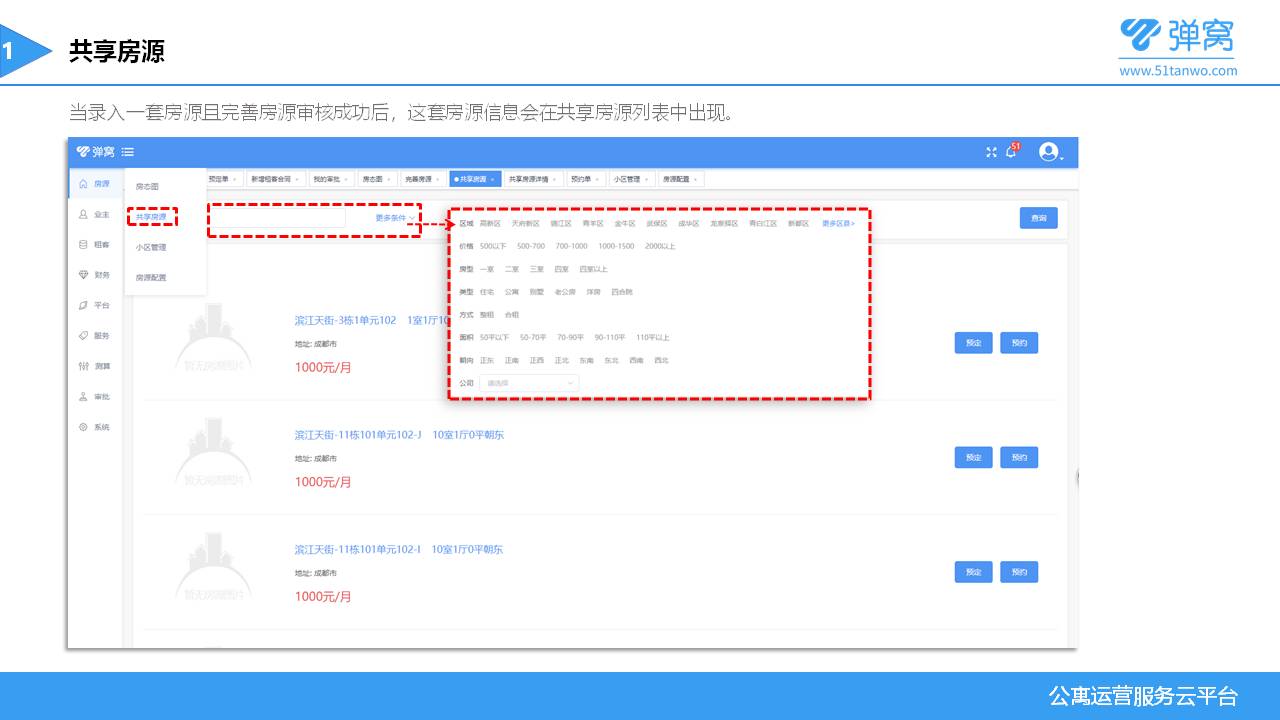 1
共享房源
弹窝
www.51tanwo.com
当录入一套房源且完善房源审核成功后，这套房源信息会在共享房源列表中出现。
弹窝
51
房源
业主
租客
财务
平台
服务
测算
审批
系统
房态图
共享房源
小区管理
房源配置
预定单 新增租客合同 我的审批 房态图 完善房源 共享房源 共享房源详情 预约单 小区管理 房源配置
更多条件
查询
区域 高新区 天府新区 锦江区 青羊区 金牛区 武侯区 成华区 龙泉驿区 青白江区 新都区 更多区县>
价格 500以下 500-700 700-1000 1000-1500 2000以上
房型 一室 二室 三室 四室 四室以上
类型 住宅 公寓 别墅 老公房 洋房 四合院
方式 整租 合租
面积 50平以下 50-70平 70-90平 90-110平 110平以上
朝向 正东 正南 正西 正北 东南 东北 西南 西北
公司 请选择
暂无房源图片
滨江天街-3栋1单元102 1室1厅10
地址: 成都市
1000元/月
预定 预约
暂无房源图片
滨江天街-11栋101单元102-J 10室1厅0平朝东
地址: 成都市
1000元/月
预定 预约
暂无房源图片
滨江天街-11栋101单元102-I 10室1厅0平朝东
地址: 成都市
1000元/月
预定 预约
公寓运营服务云平台